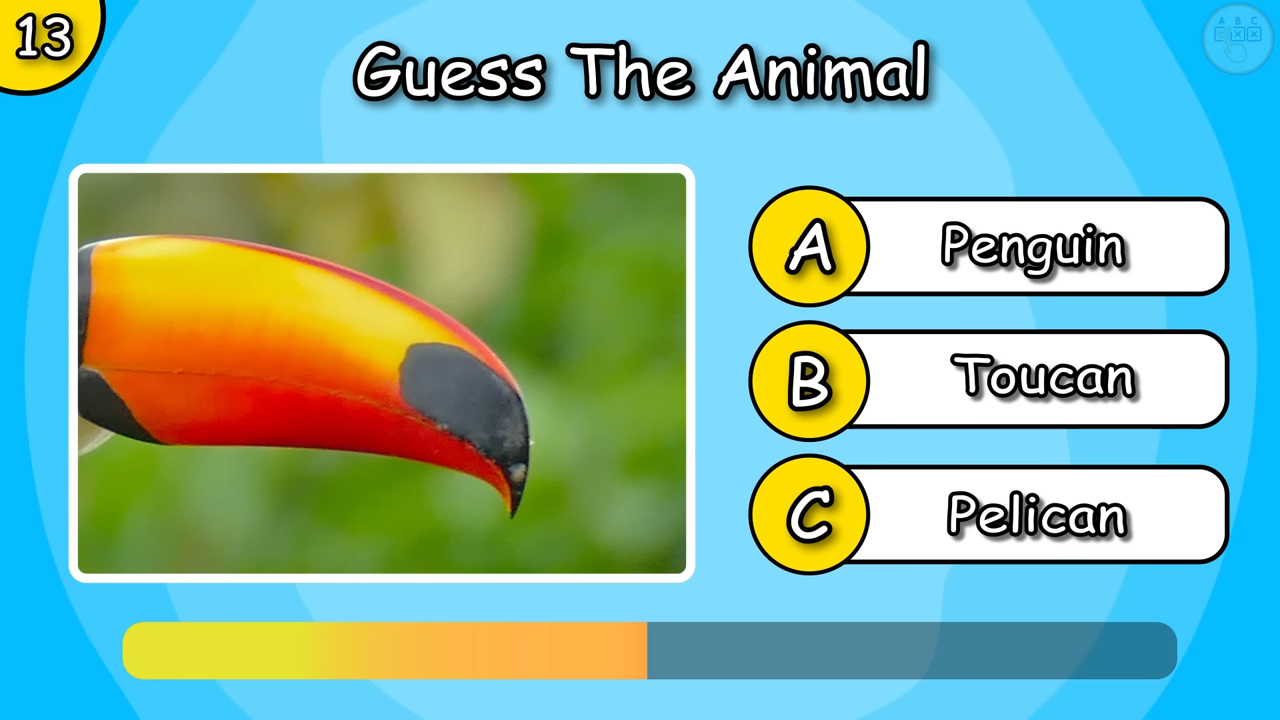 13
A B C
Guess The Animal
A Penguin
B Toucan
C Pelican